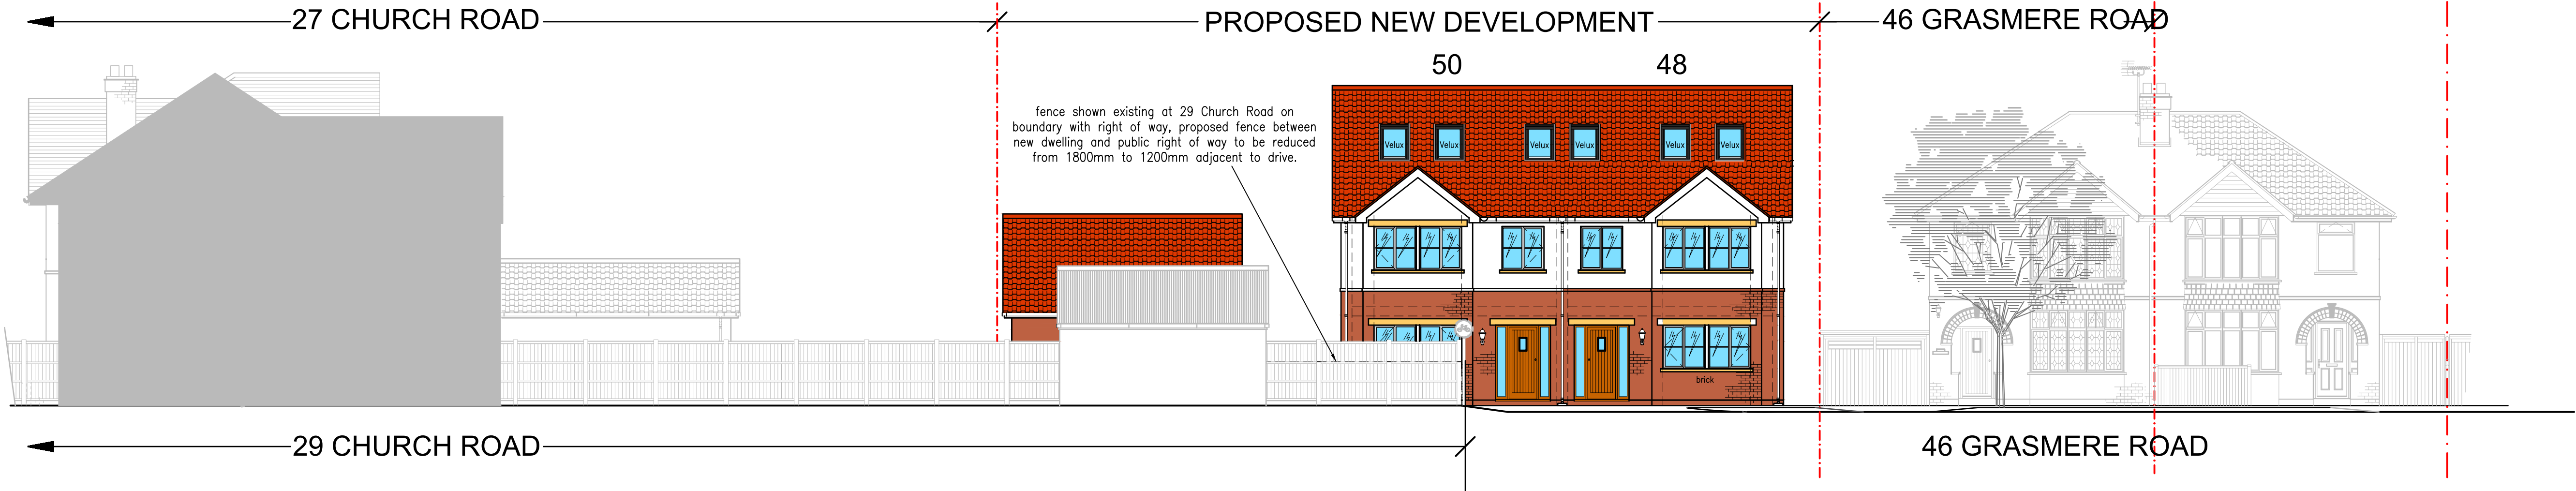 27 CHURCH ROAD
PROPOSED NEW DEVELOPMENT
46 GRASMERE ROAD
50
48
fence shown existing at 29 Church Road on
boundary with right of way, proposed fence between
new dwelling and public right of way to be reduced
from 1800mm to 1200mm adjacent to drive.
Velux
Velux
Velux
Velux
Velux
Velux
brick
29 CHURCH ROAD
46 GRASMERE ROAD